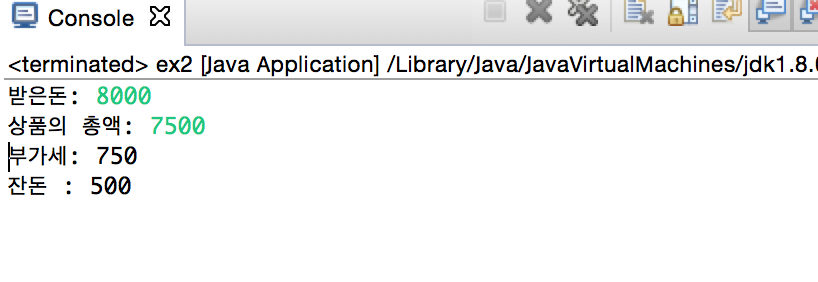 Console
<terminated> ex2 [Java Application] /Library/Java/JavaVirtualMachines/jdk1.8.
받은돈: 8000
상품의 총액: 7500
부가세: 750
잔돈 : 500